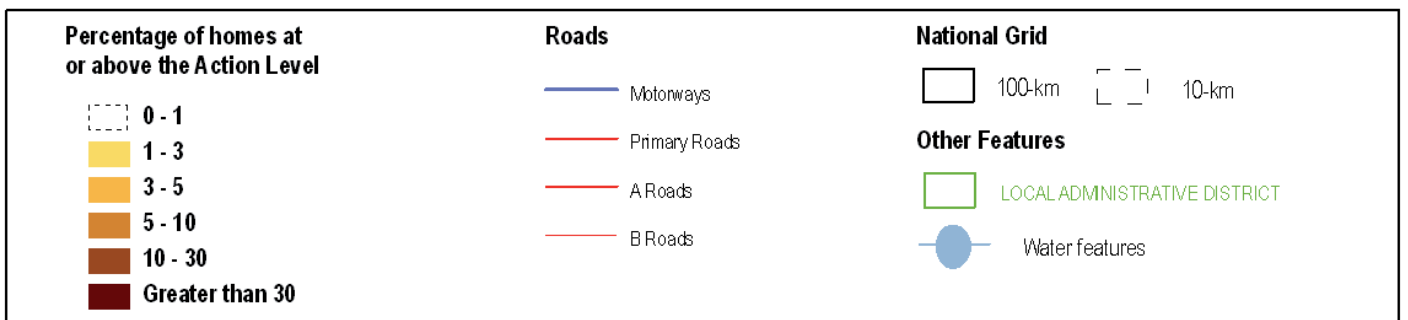 Percentage of homes at
or above the Action Level
0 - 1
1 - 3
3 - 5
5 - 10
10 - 30
Greater than 30
Roads
Motorways
Primary Roads
A Roads
B Roads
National Grid
100-km
10-km
Other Features
LOCAL ADMINISTRATIVE DISTRICT
Water features